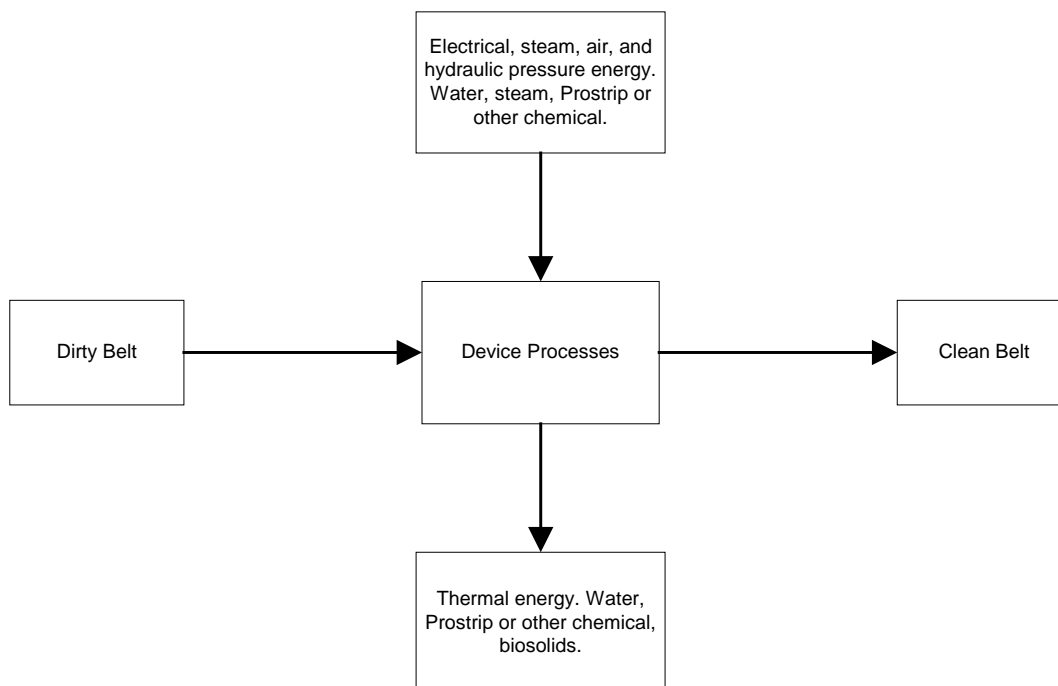 Electrical, steam, air, and
hydraulic pressure energy.
Water, steam, Prostrip or
other chemical.
Dirty Belt
Device Processes
Clean Belt
Thermal energy. Water,
Prostrip or other chemical,
biosolids.